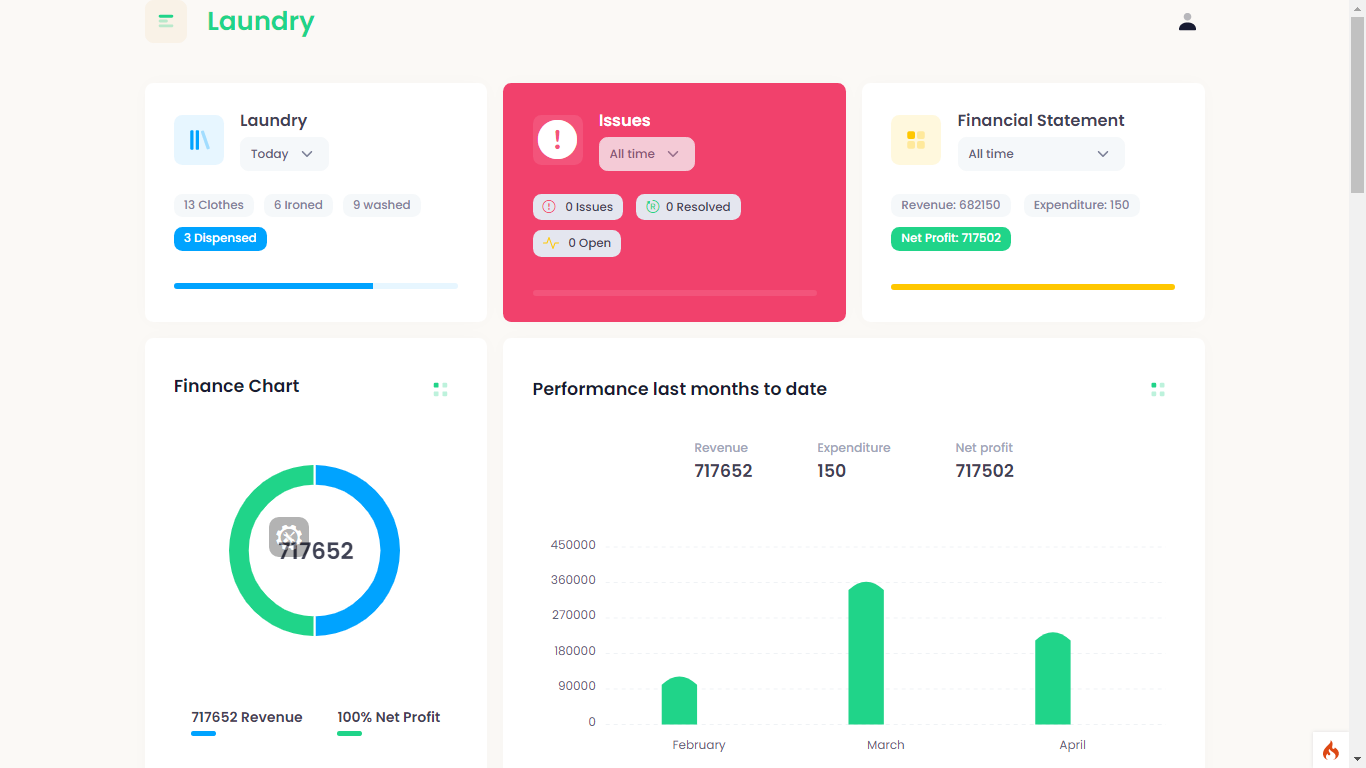 Laundry
Laundry
Today
13 Clothes 6 Ironed 9 washed
3 Dispensed
Issues
All time
0 Issues 0 Resolved
0 Open
Financial Statement
All time
Revenue: 682150 Expenditure: 150
Net Profit: 717502
Finance Chart
717652
717652 Revenue 100% Net Profit
Performance last months to date
Revenue Expenditure Net profit
717652 150 717502
450000
360000
270000
180000
90000
0
February March April